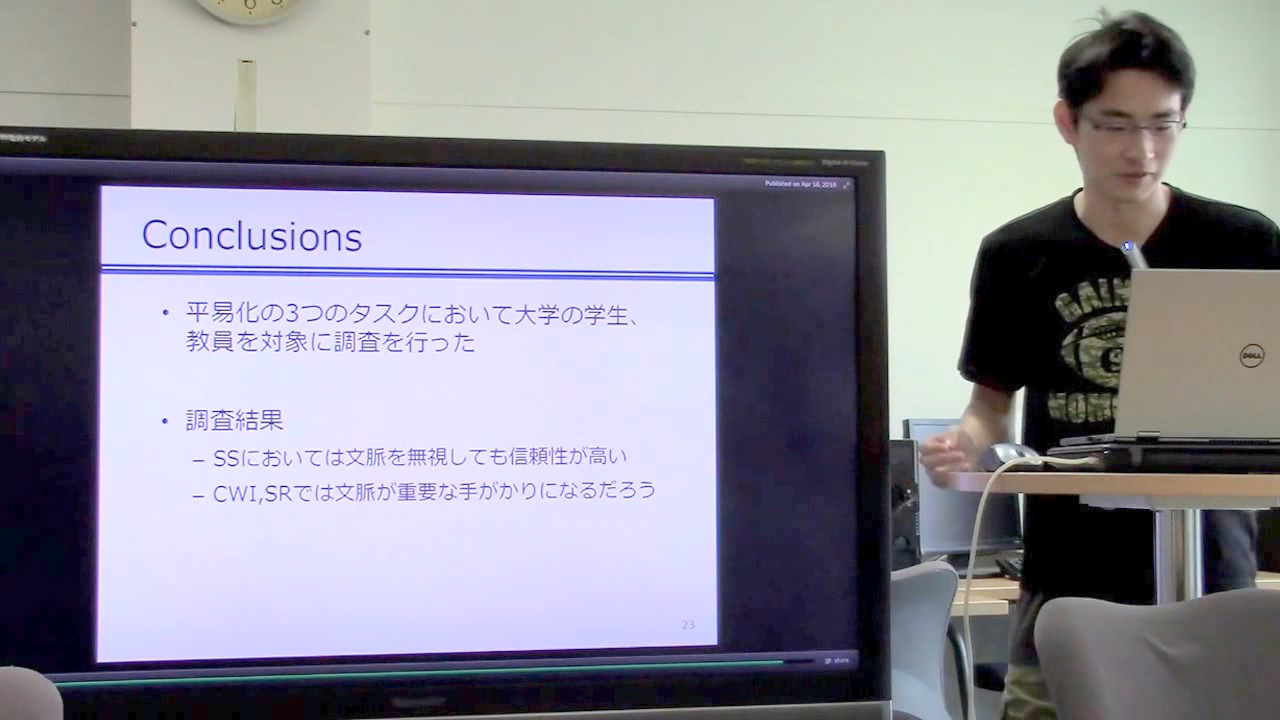 Published on Apr 18, 2018
Conclusions
• 平易化の3つのタスクにおいて大学の学生、
教員を対象に調査を行った
• 調査結果
– SSにおいては文脈を無視しても信頼性が高い
– CWI,SRでは文脈が重要な手がかりになるだろう
23
DELL